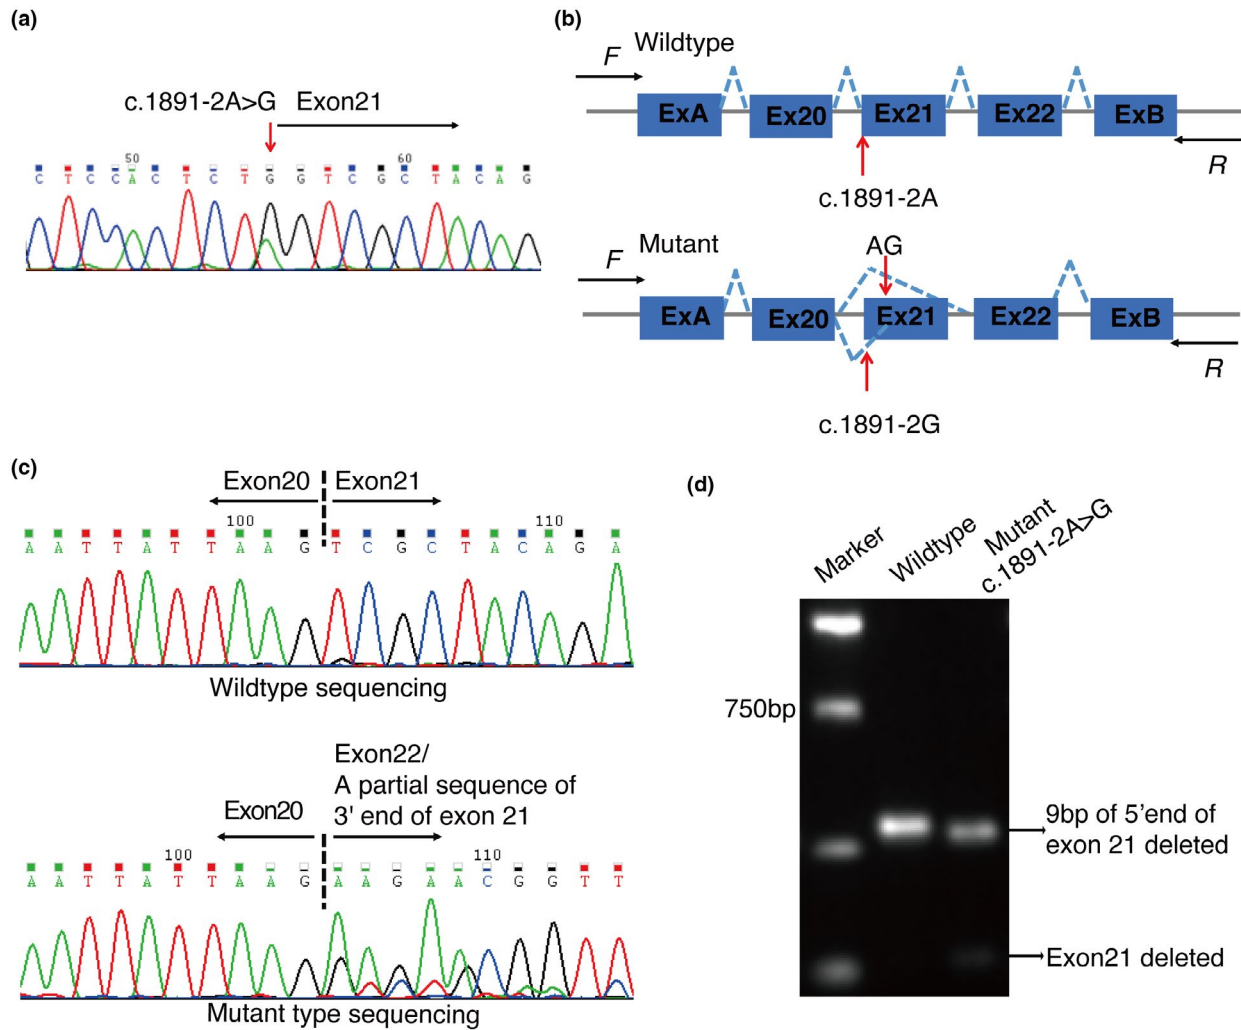 (a)
c.1891-2A>G Exon21
50 60
C T C C A C T C T G G T C G C T A C A G
(b)
Wildtype
F
ExA Ex20 Ex21 Ex22 ExB
R
c.1891-2A
Mutant
AG
F
ExA Ex20 Ex21 Ex22 ExB
R
c.1891-2G
(c)
Exon20 Exon21
100 110
A A T T A T T A A G T C G C T A C A G A
Wildtype sequencing
Exon22/
A partial sequence of
3' end of exon 21
Exon20
100 110
A A T T A T T A A G A A G A A C G G T T
Mutant type sequencing
(d)
Marker
Wildtype
Mutant
c.1891-2A>G
750bp
9bp of 5'end of
exon 21 deleted
Exon21 deleted